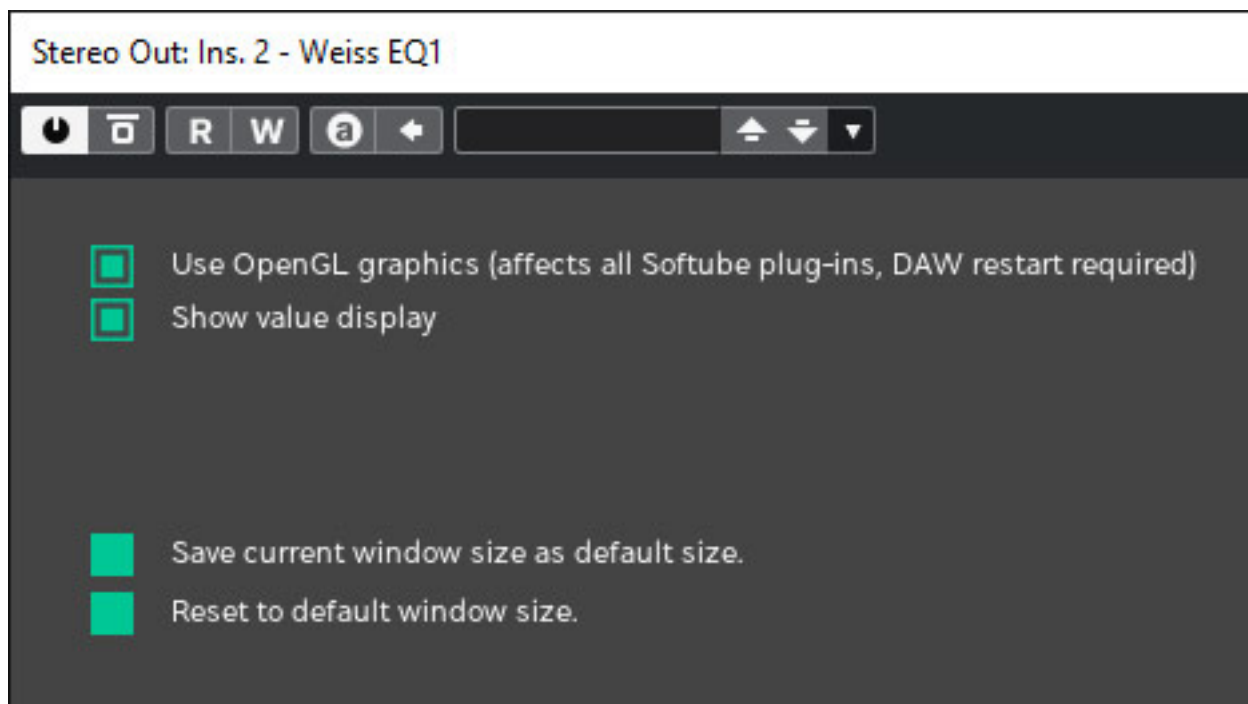 Stereo Out: Ins. 2 - Weiss EQ1
R W a
Use OpenGL graphics (affects all Softube plug-ins, DAW restart required)
Show value display
Save current window size as default size.
Reset to default window size.